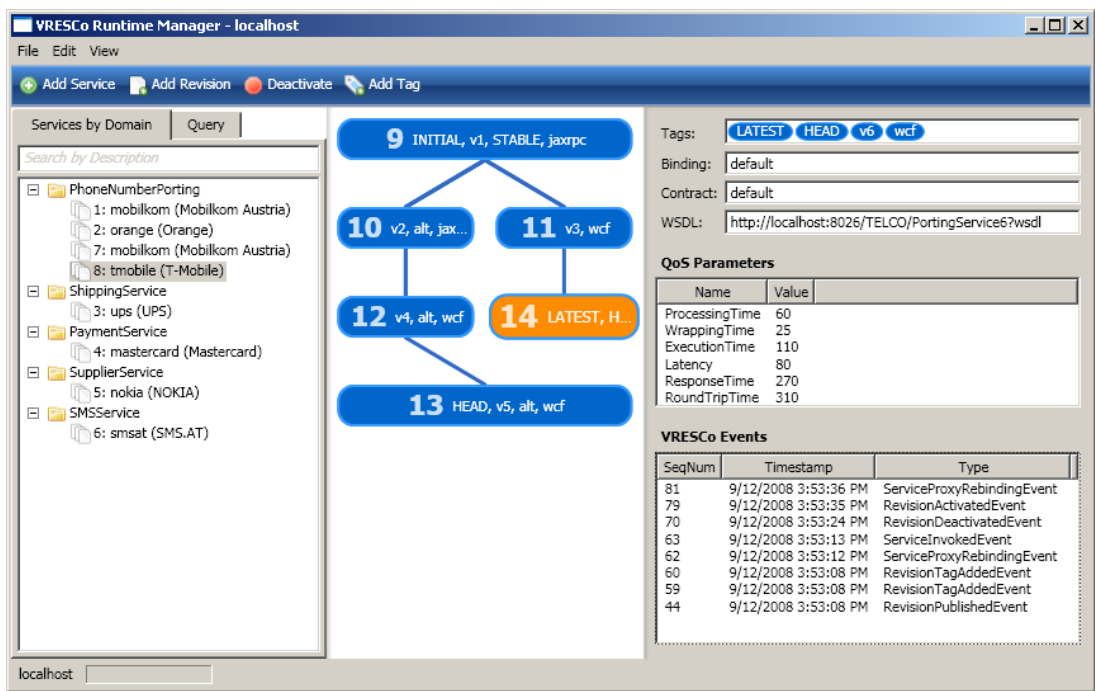 VRESCo Runtime Manager - localhost
File Edit View
Add Service Add Revision Deactivate Add Tag
Services by Domain Query
Search by Description
PhoneNumberPorting
1: mobilkom (Mobilkom Austria)
2: orange (Orange)
7: mobilkom (Mobilkom Austria)
8: tmobile (T-Mobile)
ShippingService
3: ups (UPS)
PaymentService
4: mastercard (Mastercard)
SupplierService
5: nokia (NOKIA)
SMSService
6: smsat (SMS.AT)
9 INITIAL, v1, STABLE, jaxrpc
10 v2, alt, jax...
11 v3, wcf
12 v4, alt, wcf
14 LATEST, H...
13 HEAD, v5, alt, wcf
Tags: LATEST HEAD v6 wcf
Binding: default
Contract: default
WSDL: http://localhost:8026/TELCO/PortingService6?wsdl
QoS Parameters
Name Value
ProcessingTime 60
WrappingTime 25
ExecutionTime 110
Latency 80
ResponseTime 270
RoundTripTime 310
VRESCo Events
SeqNum Timestamp Type
81 9/12/2008 3:53:36 PM ServiceProxyRebindingEvent
79 9/12/2008 3:53:35 PM RevisionActivatedEvent
70 9/12/2008 3:53:24 PM RevisionDeactivatedEvent
63 9/12/2008 3:53:13 PM ServiceInvokedEvent
62 9/12/2008 3:53:12 PM ServiceProxyRebindingEvent
60 9/12/2008 3:53:08 PM RevisionTagAddedEvent
59 9/12/2008 3:53:08 PM RevisionTagAddedEvent
44 9/12/2008 3:53:08 PM RevisionPublishedEvent
localhost